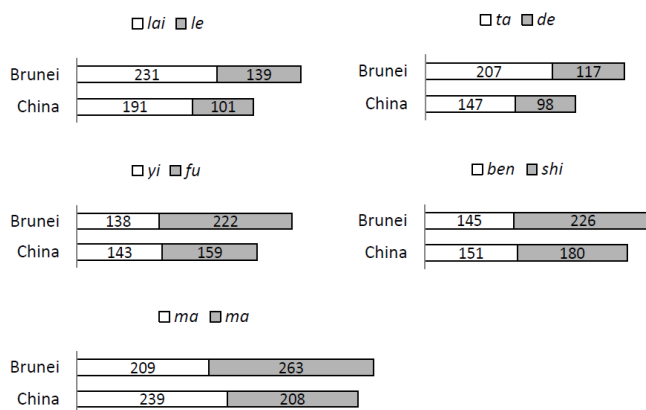 lai le
Brunei 231 139
China 191 101
ta de
Brunei 207 117
China 147 98
yi fu
Brunei 138 222
China 143 159
ben shi
Brunei 145 226
China 151 180
ma ma
Brunei 209 263
China 239 208